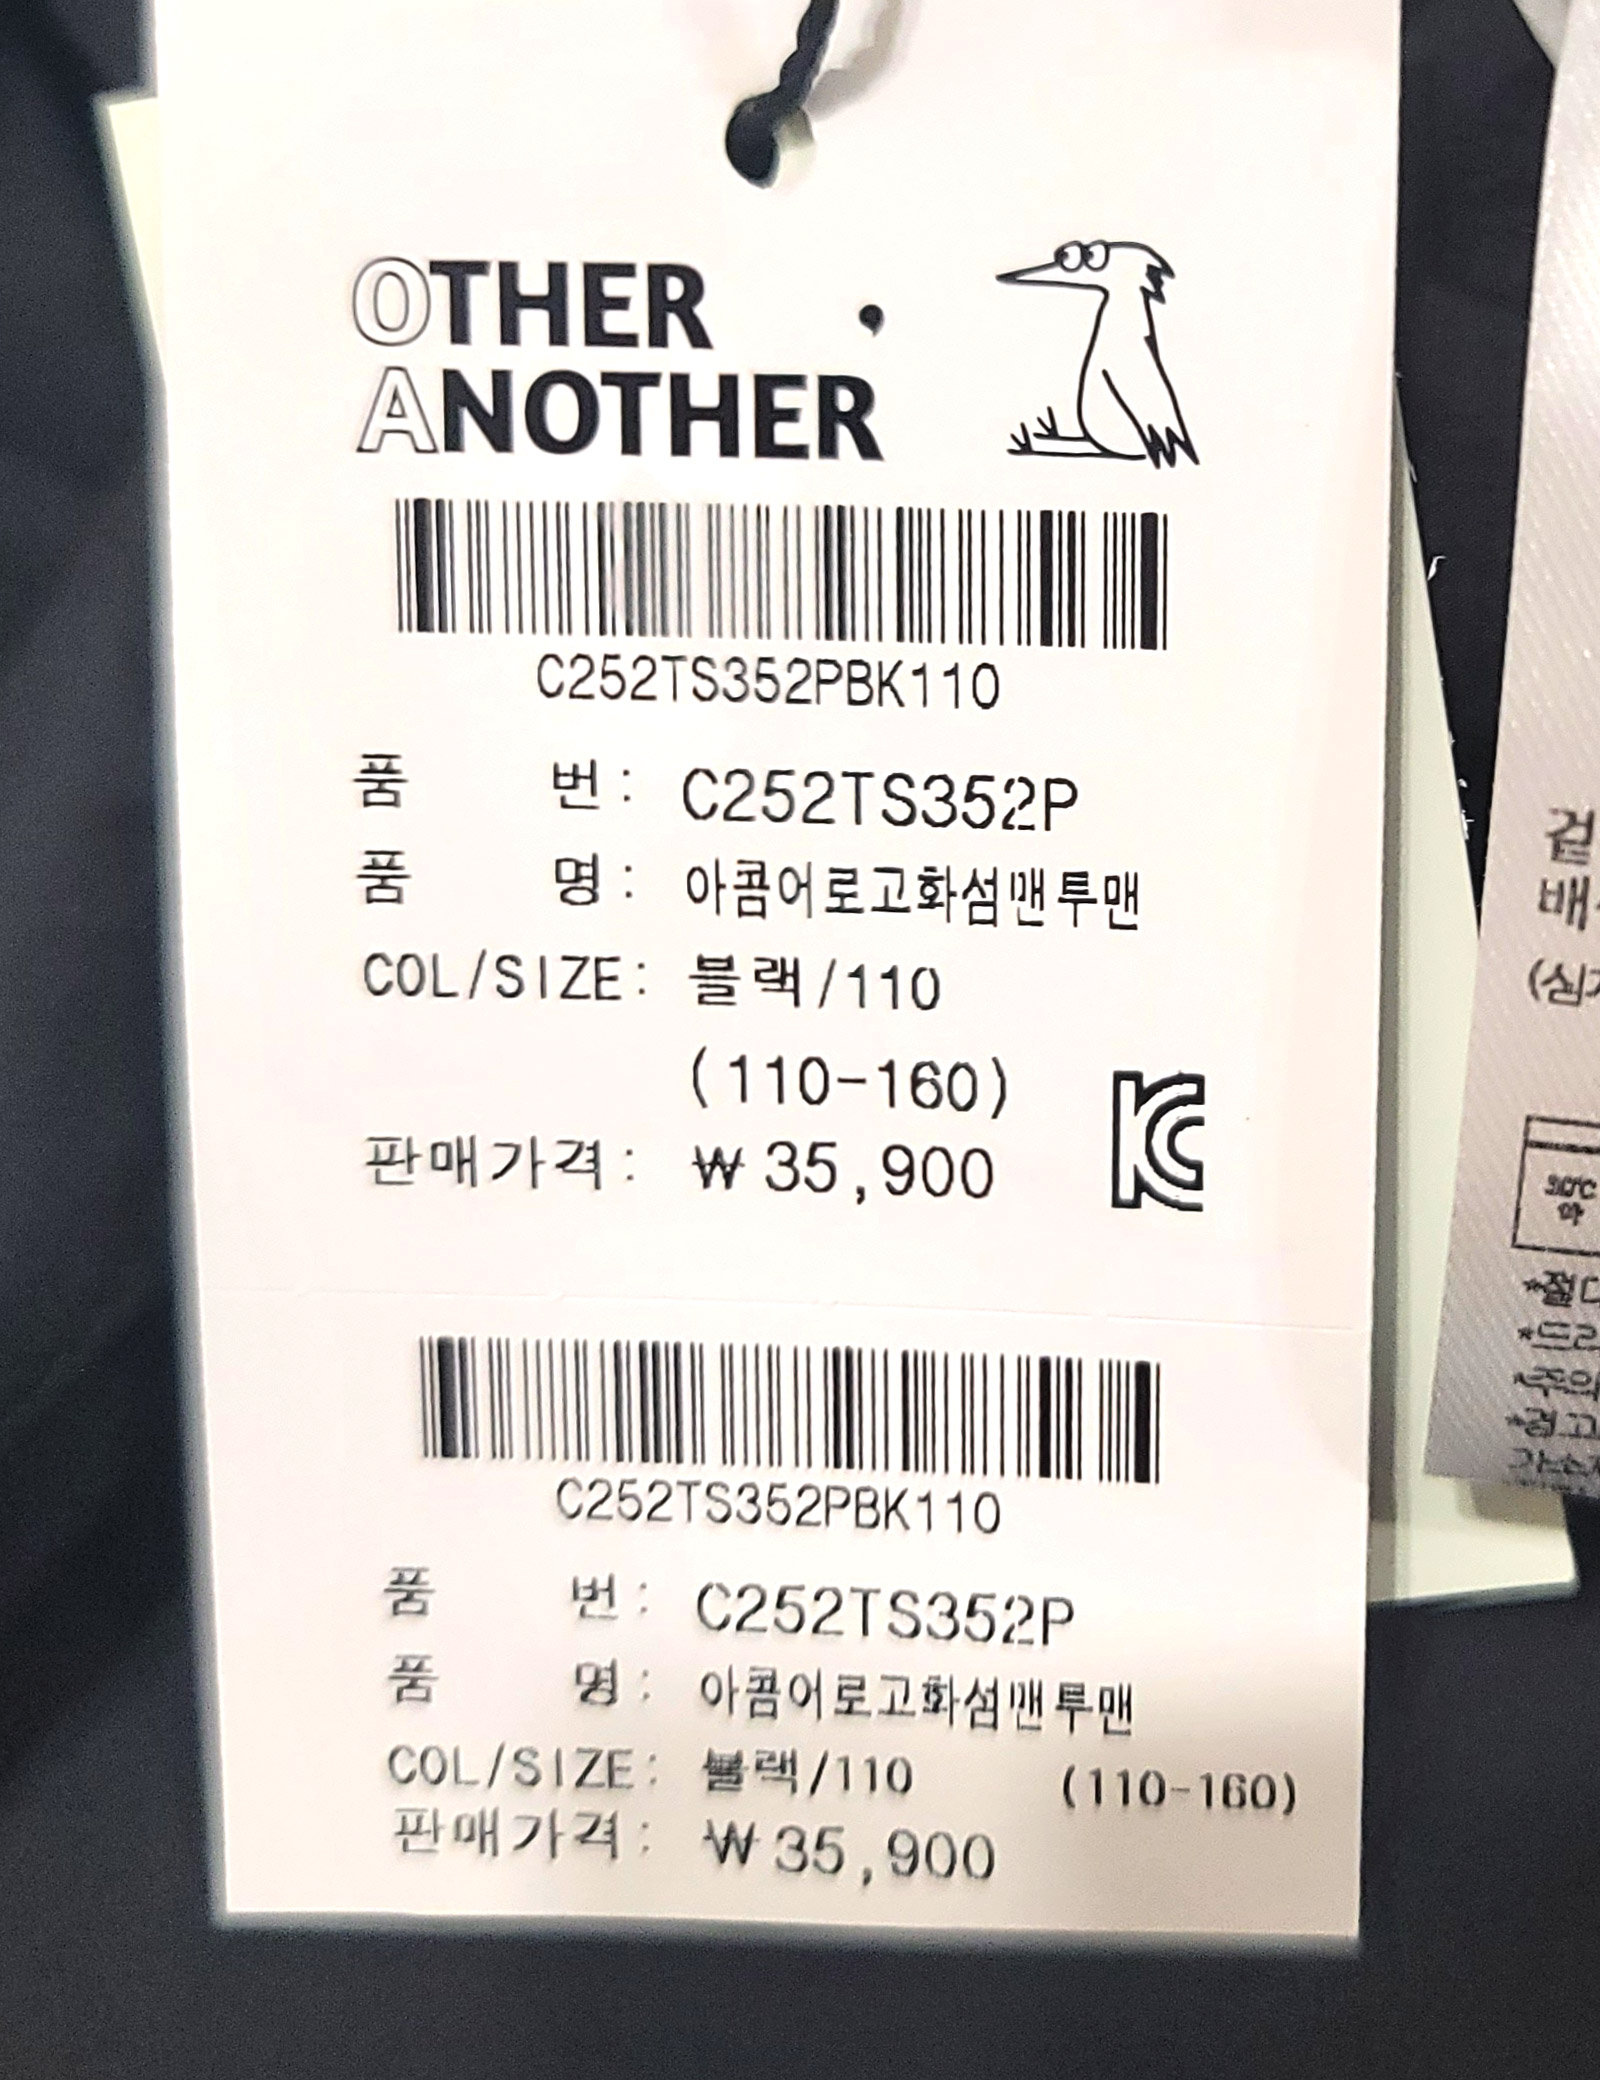 OTHER
ANOTHER
C252TS352PBK110
품 번 : C252TS352P
품 명 : 아콤어로고화섬맨투맨
COL/SIZE: 블랙/110
(110-160)
판매가격: ₩35,900
C252TS352PBK110
품 번 : C252TS352P
품 명 : 아콤어로고화섬맨투맨
COL/SIZE: 블랙/110 (110-160)
판매가격: ₩35,900
겉
배